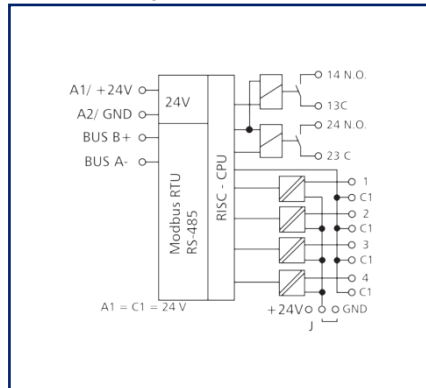 A1/ +24V
A2/ GND
BUS B+
BUS A-
24V
Modbus RTU
RS-485
RISC - CPU
14 N.O.
13C
24 N.O.
23 C
1
C1
2
C1
3
C1
4
C1
+24V
GND
J
A1 = C1 = 24 V